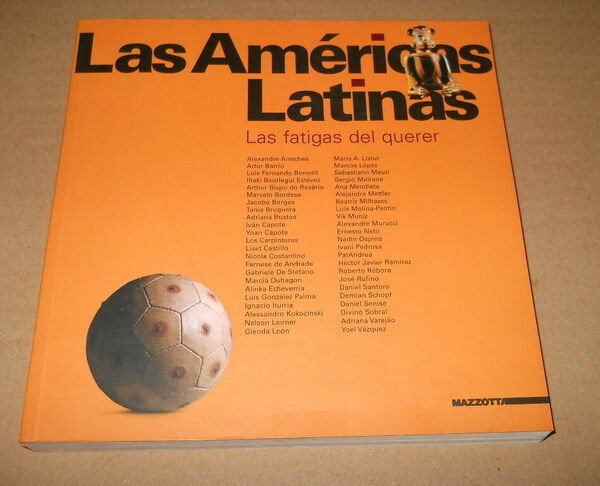 Las Américas
Latinas
Las fatigas del querer
Alexandre Arrechea
Artur Barrio
Luis Fernando Benedit
Iñaki Beorlegui Estévez
Arthur Bispo do Rosário
Marcelo Bordese
Jacobo Borges
Tania Bruguera
Adriana Bustos
Iván Capote
Yoan Capote
Los Carpinteros
Liset Castillo
Nicola Costantino
Farnese de Andrade
Gabriele De Stefano
Marcia Duhagon
Alinka Echeverría
Luis González Palma
Ignacio Iturria
Alessandro Kokocinski
Nelson Leirner
Glenda León
Maria A. Listur
Marcos López
Sebastiano Mauri
Sergio Meirana
Ana Mendieta
Alejandra Mettler
Beatriz Milhazes
Luis Molina-Pantin
Vik Muniz
Alexandre Murucci
Ernesto Neto
Nadín Ospina
Ivani Pedrosa
PatAndrea
Héctor Javier Ramírez
Roberto Rébora
José Rufino
Daniel Santoro
Demian Schopf
Daniel Senise
Divino Sobral
Adriana Varejão
Yoel Vázquez
MAZZOTTA